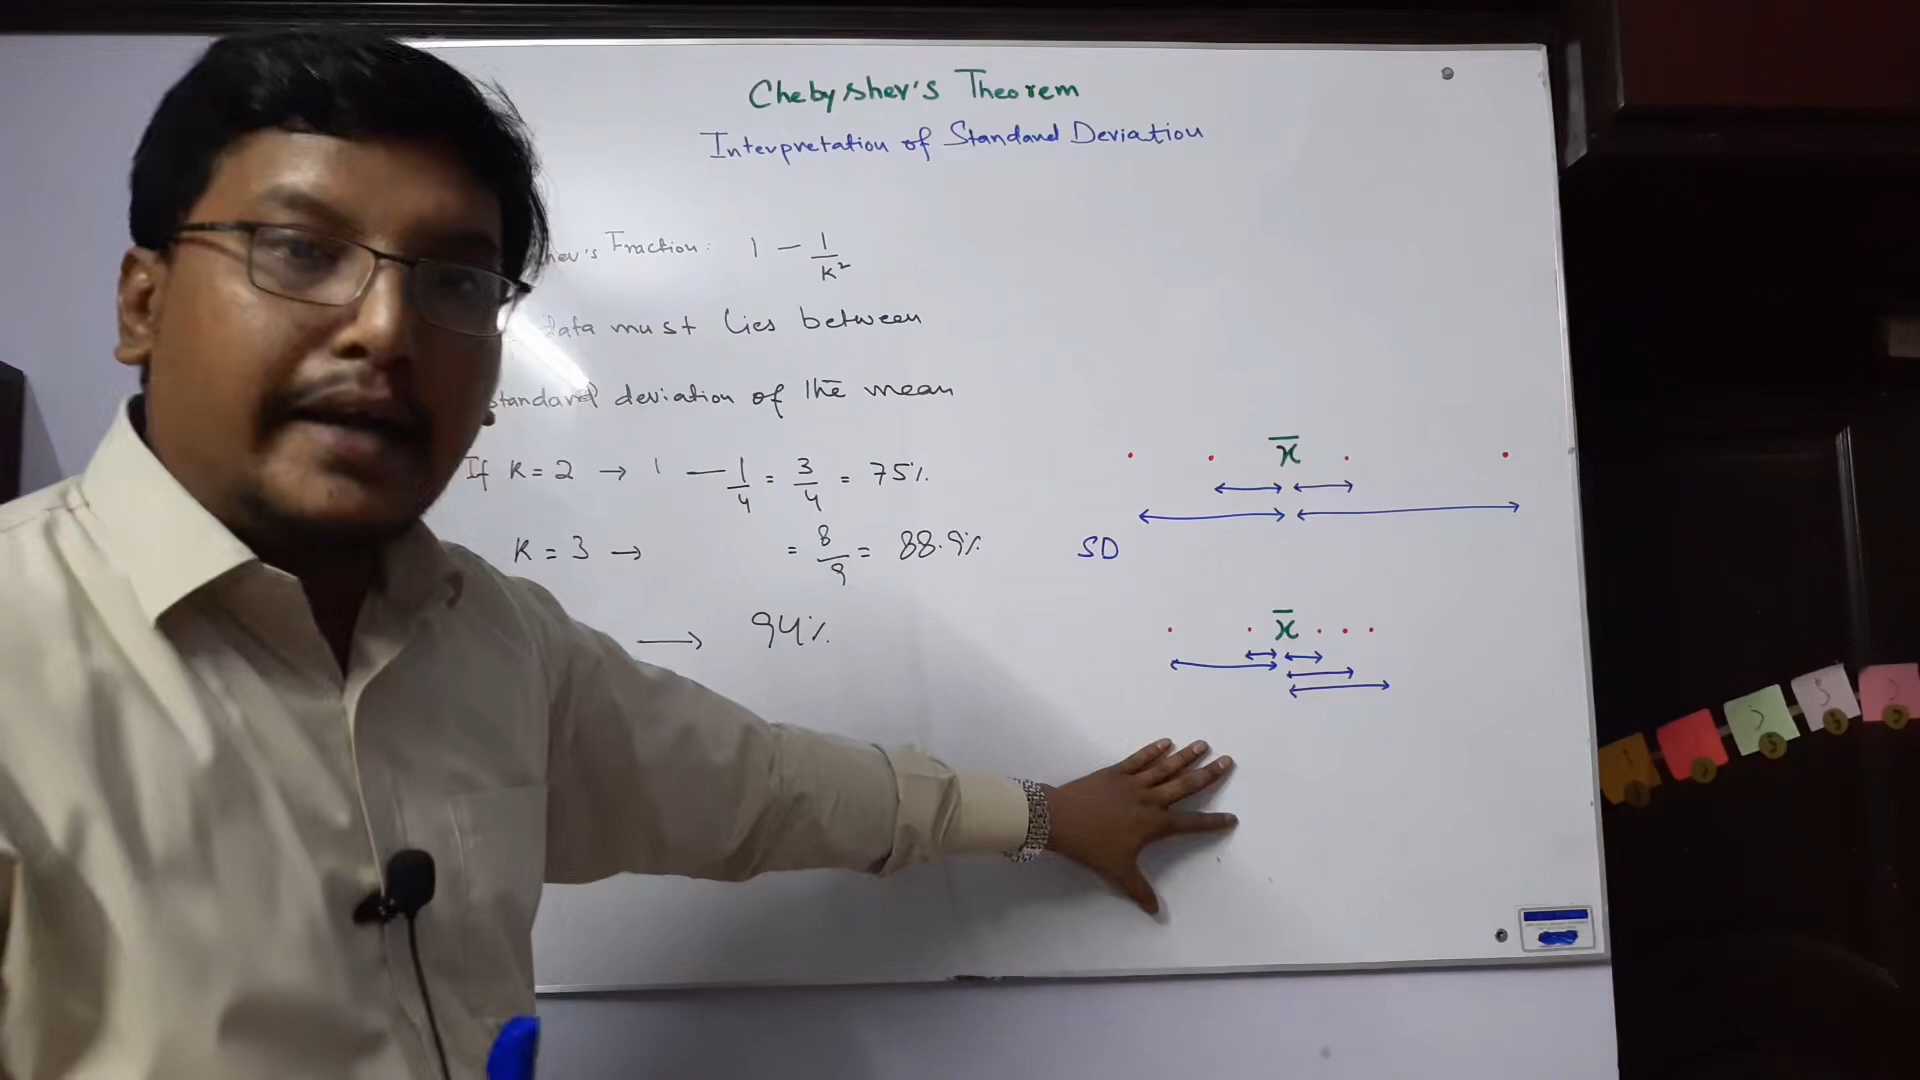 Chebyshev's Theorem
Interpretation of Standard Deviation
hev's Fraction: 1 — 1/K²
data must lies between
standard deviation of the mean
If K = 2 → 1 — 1/4 = 3/4 = 75%
K = 3 → = 8/9 = 88.9%
→ 94%
x̅
SD
x̅